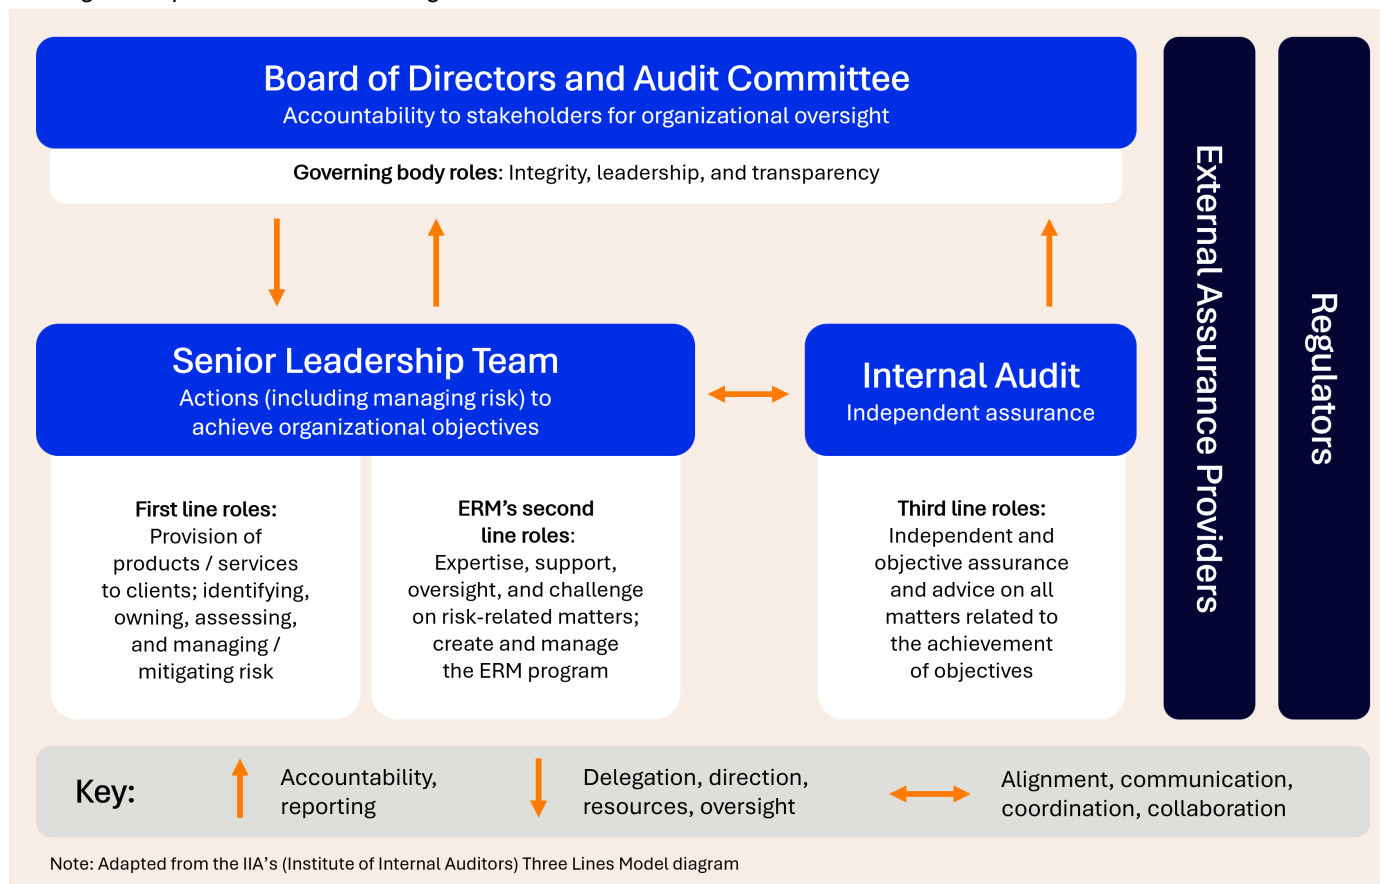 Board of Directors and Audit Committee
Accountability to stakeholders for organizational oversight
Governing body roles: Integrity, leadership, and transparency
Senior Leadership Team
Actions (including managing risk) to
achieve organizational objectives
Internal Audit
Independent assurance
First line roles:
Provision of
products / services
to clients; identifying,
owning, assessing,
and managing /
mitigating risk
ERM’s second
line roles:
Expertise, support,
oversight, and challenge
on risk-related matters;
create and manage
the ERM program
Third line roles:
Independent and
objective assurance
and advice on all
matters related to
the achievement
of objectives
External Assurance Providers
Regulators
Key:
Accountability,
reporting
Delegation, direction,
resources, oversight
Alignment, communication,
coordination, collaboration
Note: Adapted from the IIA’s (Institute of Internal Auditors) Three Lines Model diagram